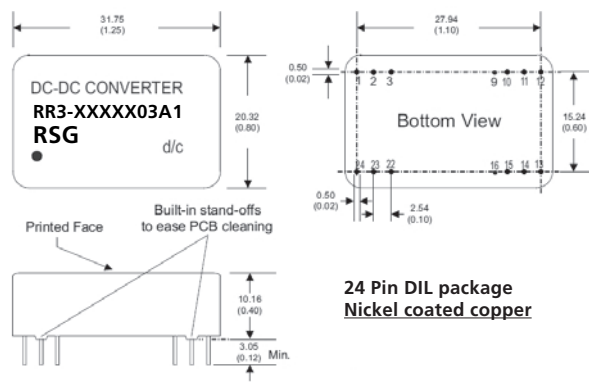 31.75
(1.25)
DC-DC CONVERTER
RR3-XXXXX03A1
RSG
d/c
20.32
(0.80)
27.94
(1.10)
0.50
(0.02)
1 2 3 9 10 11 12
Bottom View
15.24
(0.60)
24 23 22 16 15 14 13
0.50
(0.02)
2.54
(0.10)
Printed Face
Built-in stand-offs
to ease PCB cleaning
10.16
(0.40)
3.05
(0.12) Min.
24 Pin DIL package
Nickel coated copper